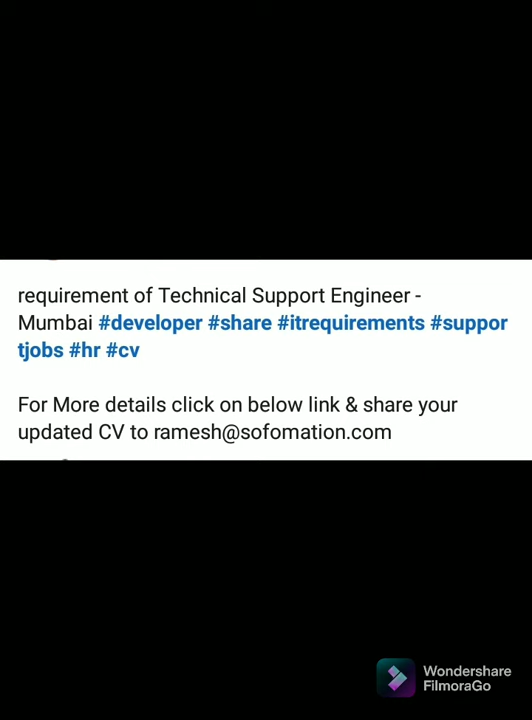 requirement of Technical Support Engineer -
Mumbai #developer #share #itrequirements #suppor
tjobs #hr #cv
For More details click on below link & share your
updated CV to ramesh@sofomation.com
Wondershare
FilmoraGo